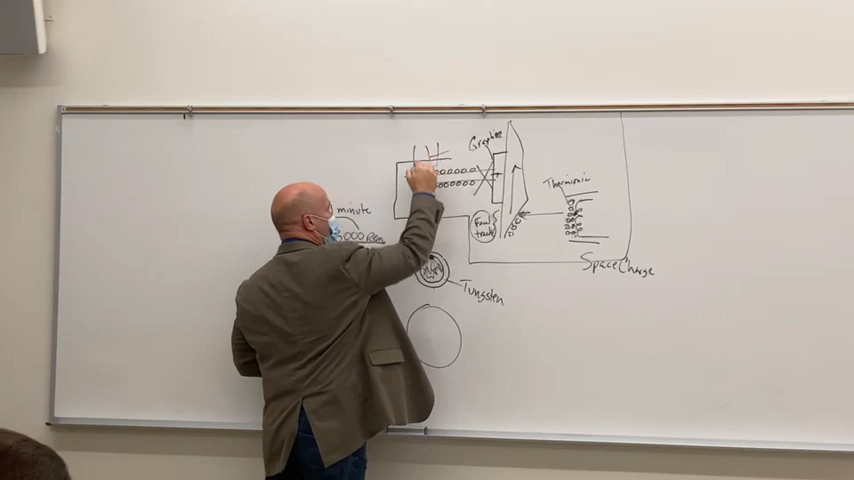 Graphite
Thermionic
minute
Focal
track
Space Charge
Tungsten